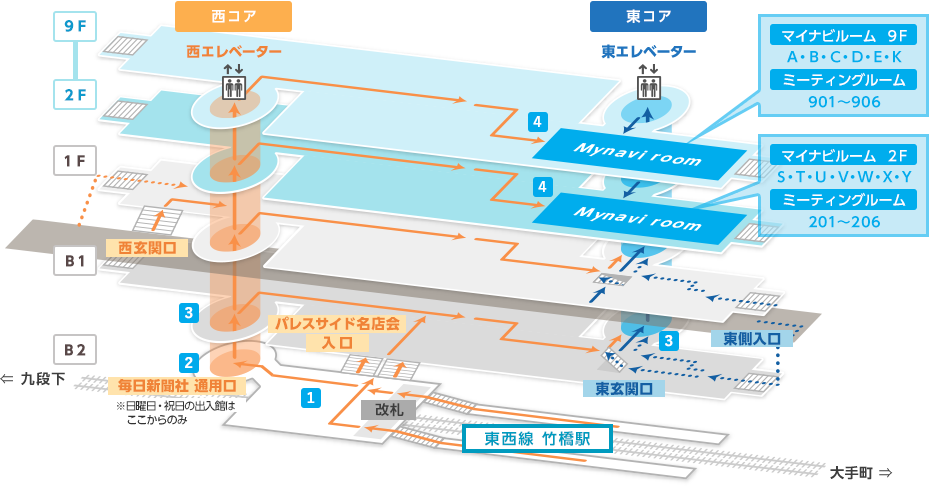 西コア
東コア
9F
2F
1F
B1
B2
西エレベーター
東エレベーター
マイナビルーム 9F
A・B・C・D・E・K
ミーティングルーム
901～906
4
Mynavi room
マイナビルーム 2F
S・T・U・V・W・X・Y
ミーティングルーム
201～206
4
Mynavi room
西玄関口
3
パレスサイド名店会
入口
3
東側入口
2
東玄関口
⇐ 九段下
毎日新聞社 通用口
※日曜日・祝日の出入館は
ここからのみ
1
改札
東西線 竹橋駅
大手町 ⇒